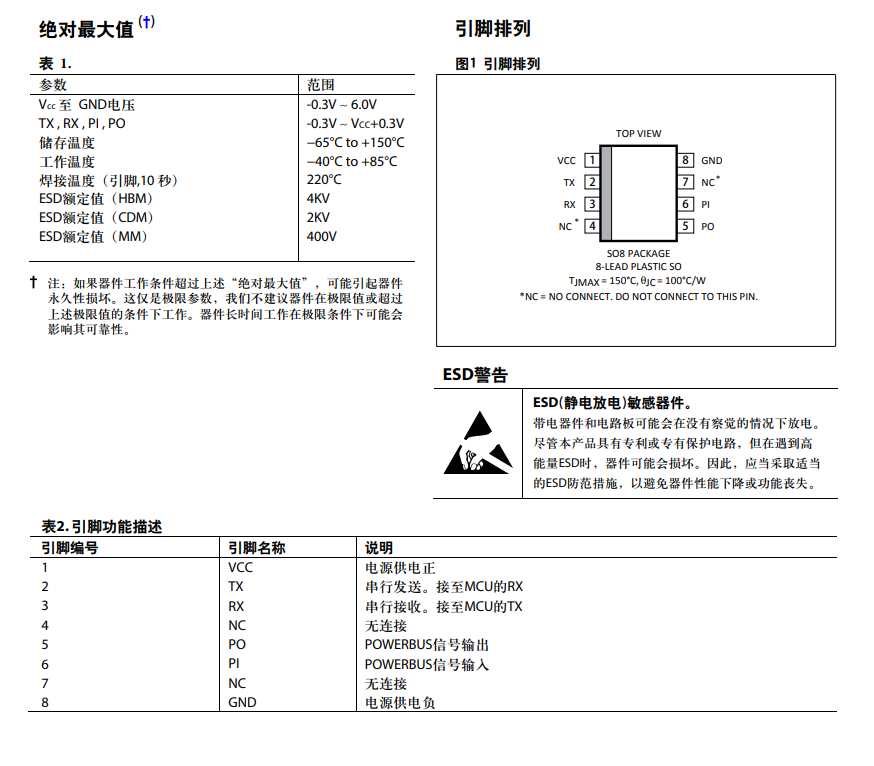 绝对最大值 (†)
表 1.
参数 范围
Vcc 至 GND电压 -0.3V ~ 6.0V
TX , RX , PI , PO -0.3V ~ Vcc+0.3V
储存温度 −65°C to +150°C
工作温度 −40°C to +85°C
焊接温度（引脚,10 秒） 220°C
ESD额定值（HBM） 4KV
ESD额定值（CDM） 2KV
ESD额定值（MM） 400V
† 注：如果器件工作条件超过上述“绝对最大值”，可能引起器件
永久性损坏。这仅是极限参数，我们不建议器件在极限值或超过
上述极限值的条件下工作。器件长时间工作在极限条件下可能会
影响其可靠性。
引脚排列
图1 引脚排列
TOP VIEW
VCC 1 8 GND
TX 2 7 NC*
RX 3 6 PI
NC* 4 5 PO
SO8 PACKAGE
8-LEAD PLASTIC SO
TJMAX = 150°C, θJC = 100°C/W
*NC = NO CONNECT. DO NOT CONNECT TO THIS PIN.
ESD警告
ESD(静电放电)敏感器件。
带电器件和电路板可能会在没有察觉的情况下放电。
尽管本产品具有专利或专有保护电路，但在遇到高
能量ESD时，器件可能会损坏。因此，应当采取适当
的ESD防范措施，以避免器件性能下降或功能丧失。
表2. 引脚功能描述
引脚编号 引脚名称 说明
1 VCC 电源供电正
2 TX 串行发送。接至MCU的RX
3 RX 串行接收。接至MCU的TX
4 NC 无连接
5 PO POWERBUS信号输出
6 PI POWERBUS信号输入
7 NC 无连接
8 GND 电源供电负